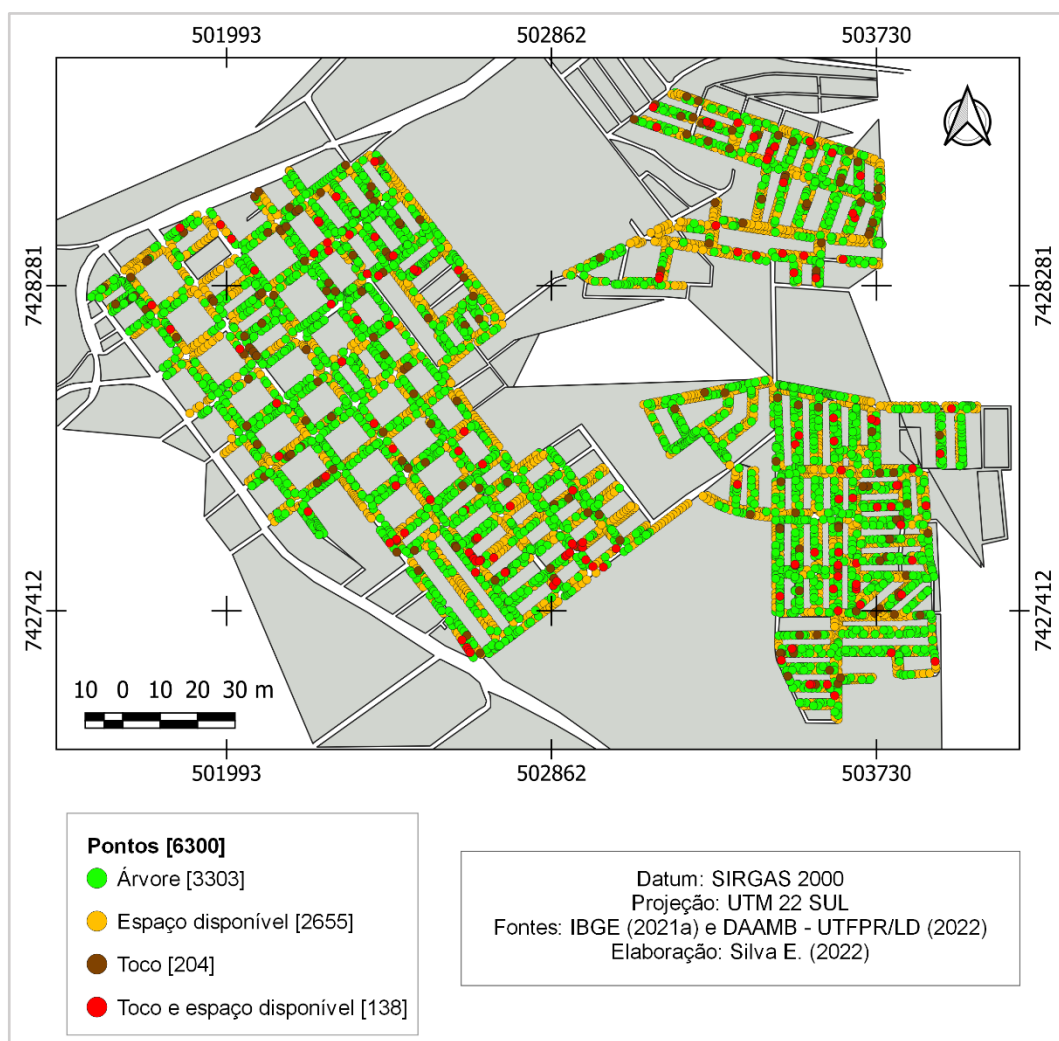 501993 502862 503730
7428281 7428281
7427412 7427412
10 0 10 20 30 m
501993 502862 503730
Pontos [6300]
Árvore [3303]
Espaço disponível [2655]
Toco [204]
Toco e espaço disponível [138]
Datum: SIRGAS 2000
Projeção: UTM 22 SUL
Fontes: IBGE (2021a) e DAAMB - UTFPR/LD (2022)
Elaboração: Silva E. (2022)